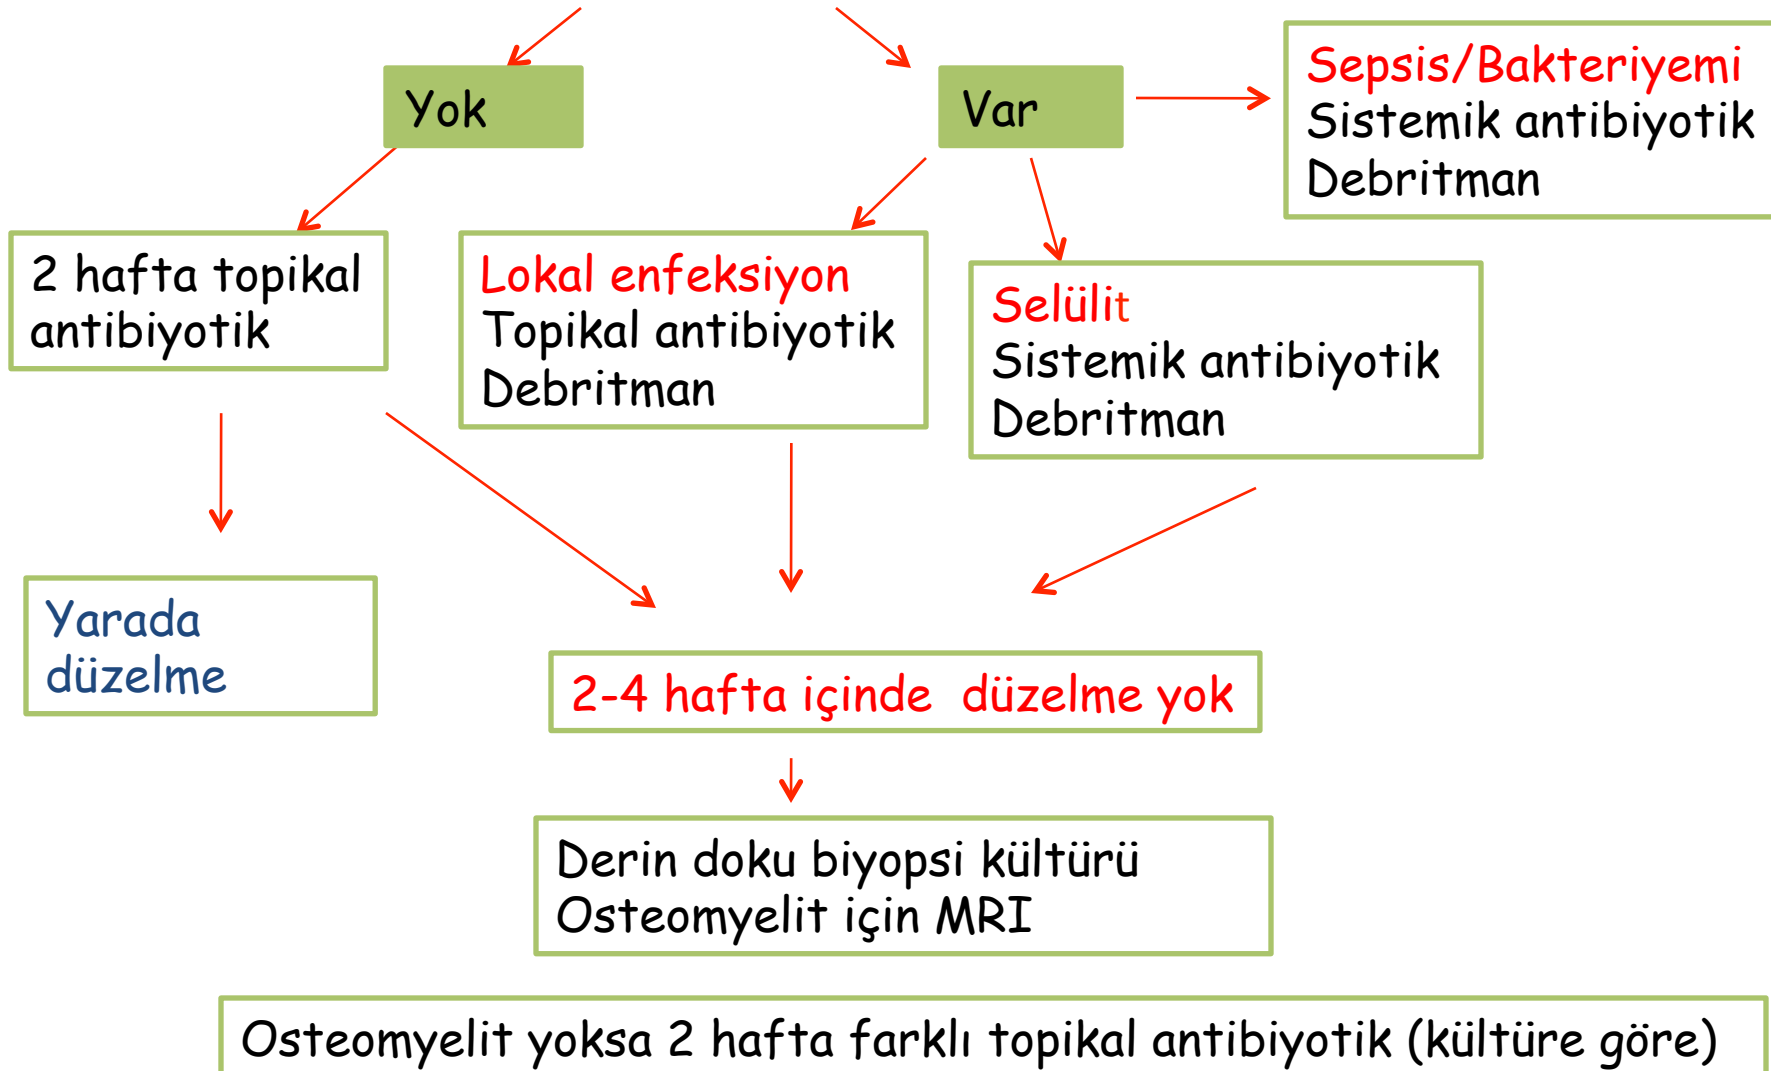 Yok
Var
Sepsis/Bakteriyemi
Sistemik antibiyotik
Debritman
2 hafta topikal
antibiyotik
Lokal enfeksiyon
Topikal antibiyotik
Debritman
Selülit
Sistemik antibiyotik
Debritman
Yarada
düzelme
2-4 hafta içinde düzelme yok
Derin doku biyopsi kültürü
Osteomyelit için MRI
Osteomyelit yoksa 2 hafta farklı topikal antibiyotik (kültüre göre)